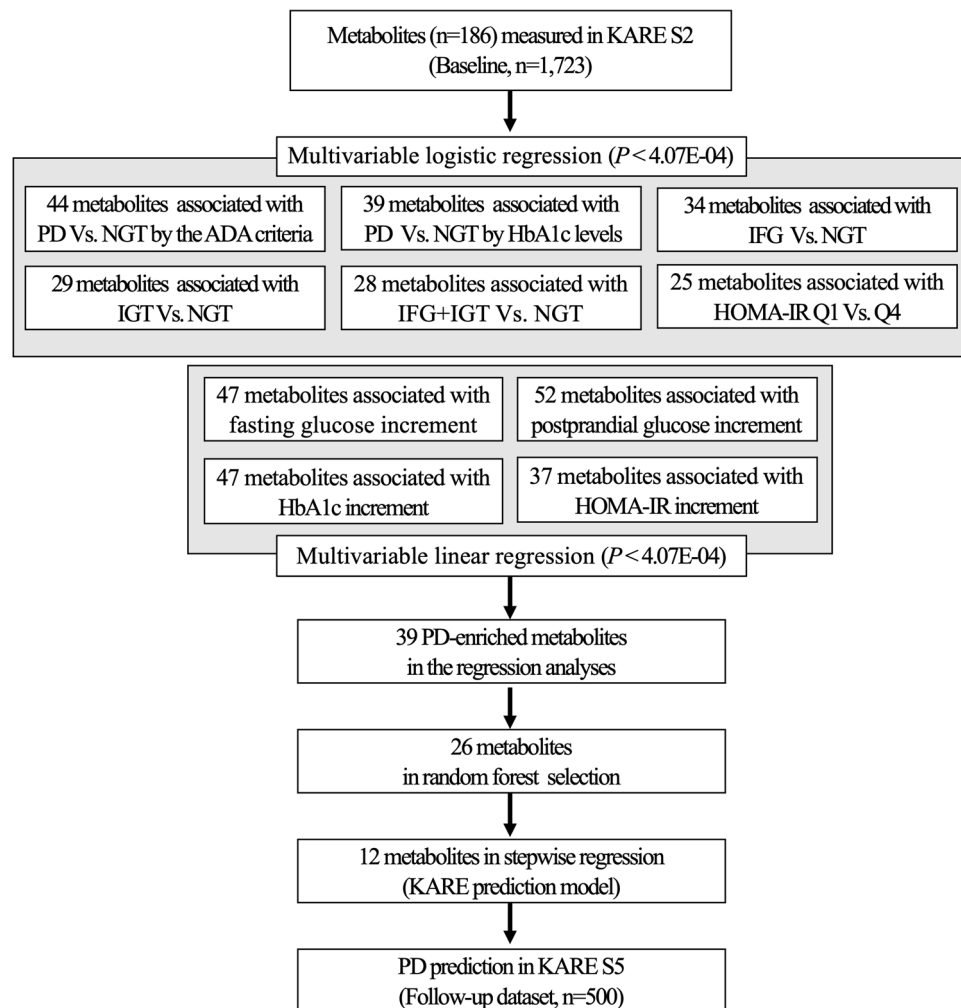 Metabolites (n=186) measured in KARE S2
(Baseline, n=1,723)
Multivariable logistic regression (P < 4.07E-04)
44 metabolites associated with
PD Vs. NGT by the ADA criteria
39 metabolites associated with
PD Vs. NGT by HbA1c levels
34 metabolites associated with
IFG Vs. NGT
29 metabolites associated with
IGT Vs. NGT
28 metabolites associated with
IFG+IGT Vs. NGT
25 metabolites associated with
HOMA-IR Q1 Vs. Q4
47 metabolites associated with
fasting glucose increment
52 metabolites associated with
postprandial glucose increment
47 metabolites associated with
HbA1c increment
37 metabolites associated with
HOMA-IR increment
Multivariable linear regression (P < 4.07E-04)
39 PD-enriched metabolites
in the regression analyses
26 metabolites
in random forest selection
12 metabolites in stepwise regression
(KARE prediction model)
PD prediction in KARE S5
(Follow-up dataset, n=500)